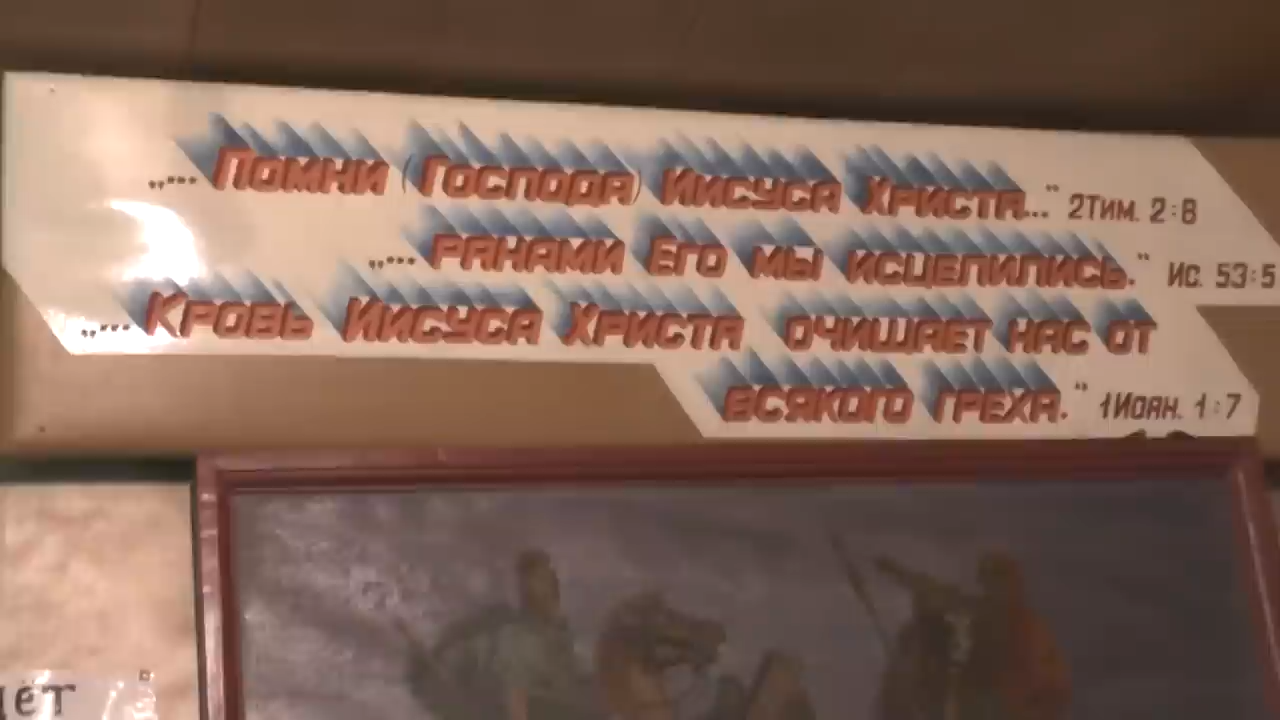 „... Помни (Господа) Иисуса Христа..." 2Тим. 2:8
„... ранами Его мы исцелились." Ис. 53:5
„... Кровь Иисуса Христа очищает нас от
всякого греха." 1Иоан. 1:7